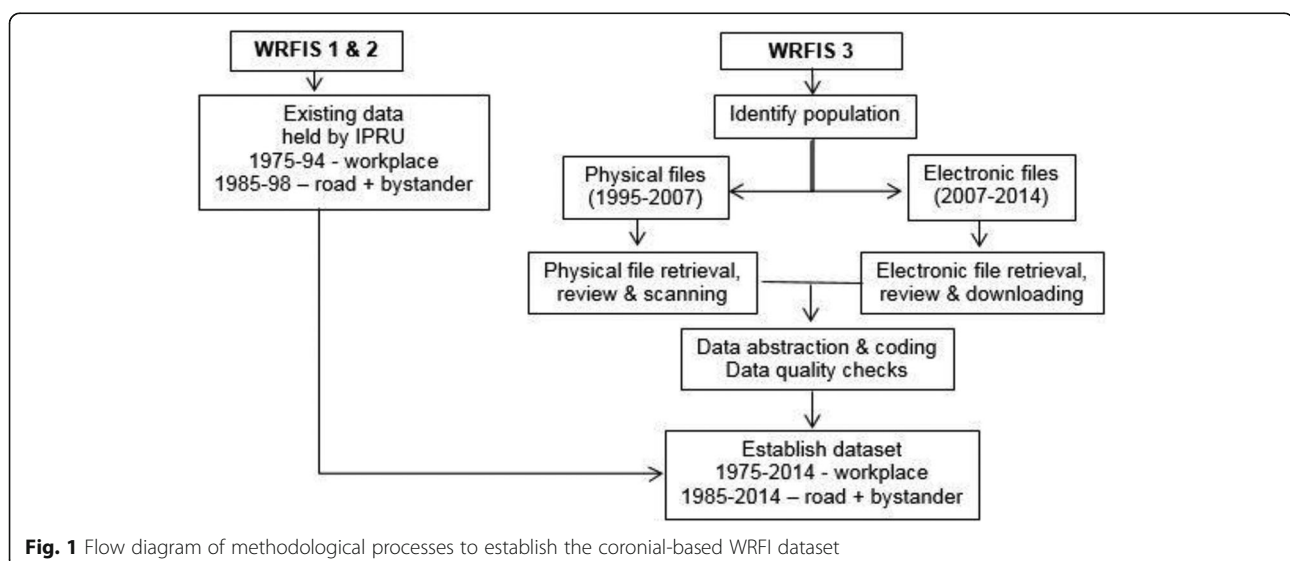 WRFIS 1 & 2
Existing data
held by IPRU
1975-94 - workplace
1985-98 – road + bystander
WRFIS 3
Identify population
Physical files
(1995-2007)
Electronic files
(2007-2014)
Physical file retrieval,
review & scanning
Electronic file retrieval,
review & downloading
Data abstraction & coding
Data quality checks
Establish dataset
1975-2014 - workplace
1985-2014 – road + bystander
Fig. 1 Flow diagram of methodological processes to establish the coronial-based WRFI dataset